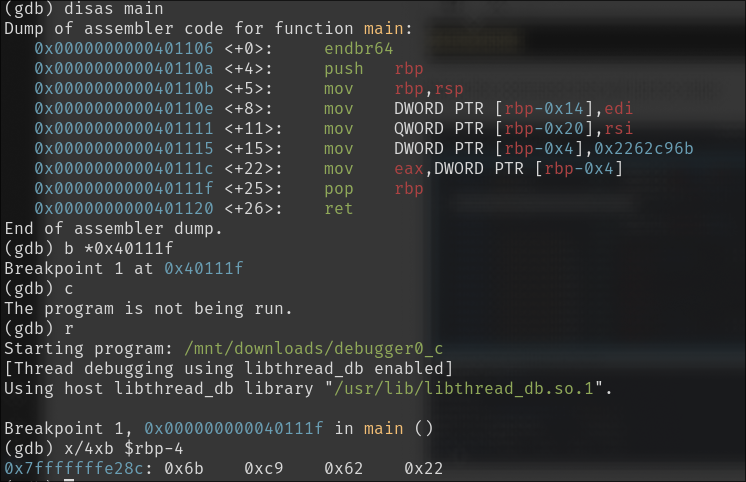 (gdb) disas main
Dump of assembler code for function main:
   0x0000000000401106 <+0>:     endbr64
   0x000000000040110a <+4>:     push   rbp
   0x000000000040110b <+5>:     mov    rbp,rsp
   0x000000000040110e <+8>:     mov    DWORD PTR [rbp-0x14],edi
   0x0000000000401111 <+11>:    mov    QWORD PTR [rbp-0x20],rsi
   0x0000000000401115 <+15>:    mov    DWORD PTR [rbp-0x4],0x2262c96b
   0x000000000040111c <+22>:    mov    eax,DWORD PTR [rbp-0x4]
   0x000000000040111f <+25>:    pop    rbp
   0x0000000000401120 <+26>:    ret
End of assembler dump.
(gdb) b *0x40111f
Breakpoint 1 at 0x40111f
(gdb) c
The program is not being run.
(gdb) r
Starting program: /mnt/downloads/debugger0_c
[Thread debugging using libthread_db enabled]
Using host libthread_db library "/usr/lib/libthread_db.so.1".

Breakpoint 1, 0x000000000040111f in main ()
(gdb) x/4xb $rbp-4
0x7fffffffe28c: 0x6b    0xc9    0x62    0x22